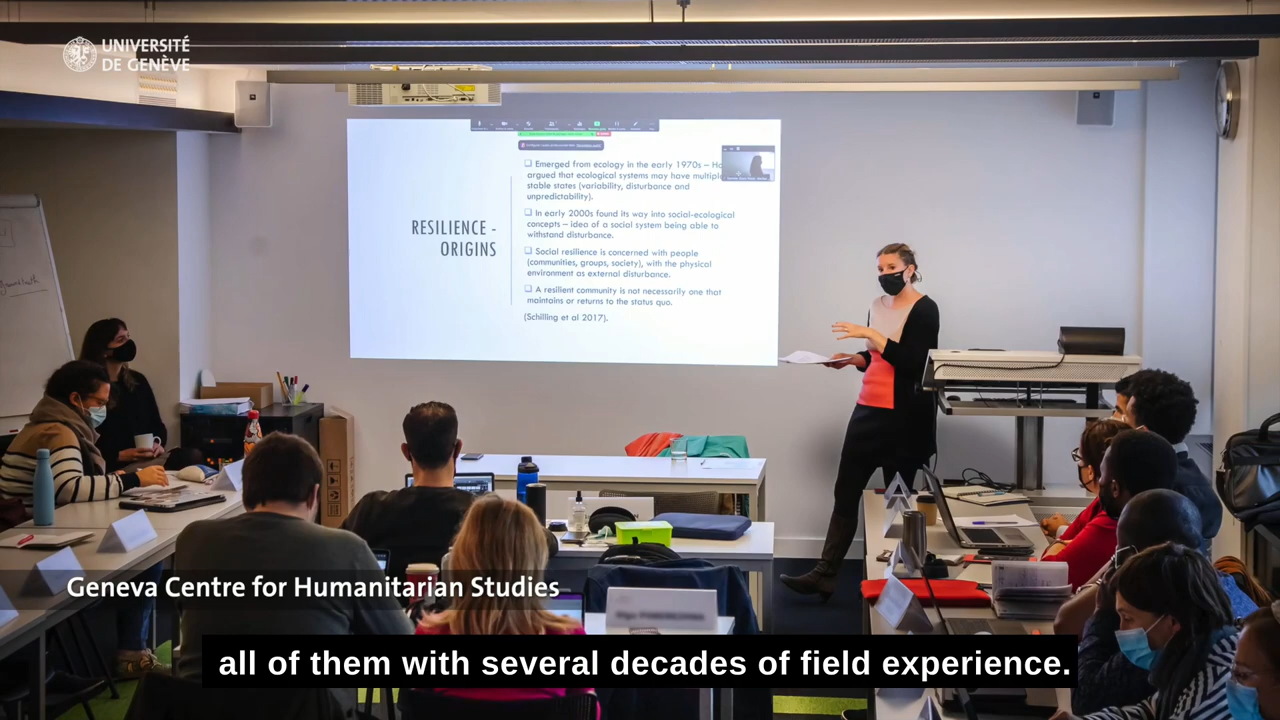 UNIVERSITÉ
DE GENÈVE
Emerged from ecology in the early 1970s –
argued that ecological systems may have multiple
stable states (variability, disturbance and
unpredictability).
RESILIENCE -
ORIGINS
In early 2000s found its way into social-ecological
concepts – idea of a social system being able to
withstand disturbance.
Social resilience is concerned with people
(communities, groups, society), with the physical
environment as external disturbance.
A resilient community is not necessarily one that
maintains or returns to the status quo.
(Schilling et al 2017).
Geneva Centre for Humanitarian Studies
all of them with several decades of field experience.